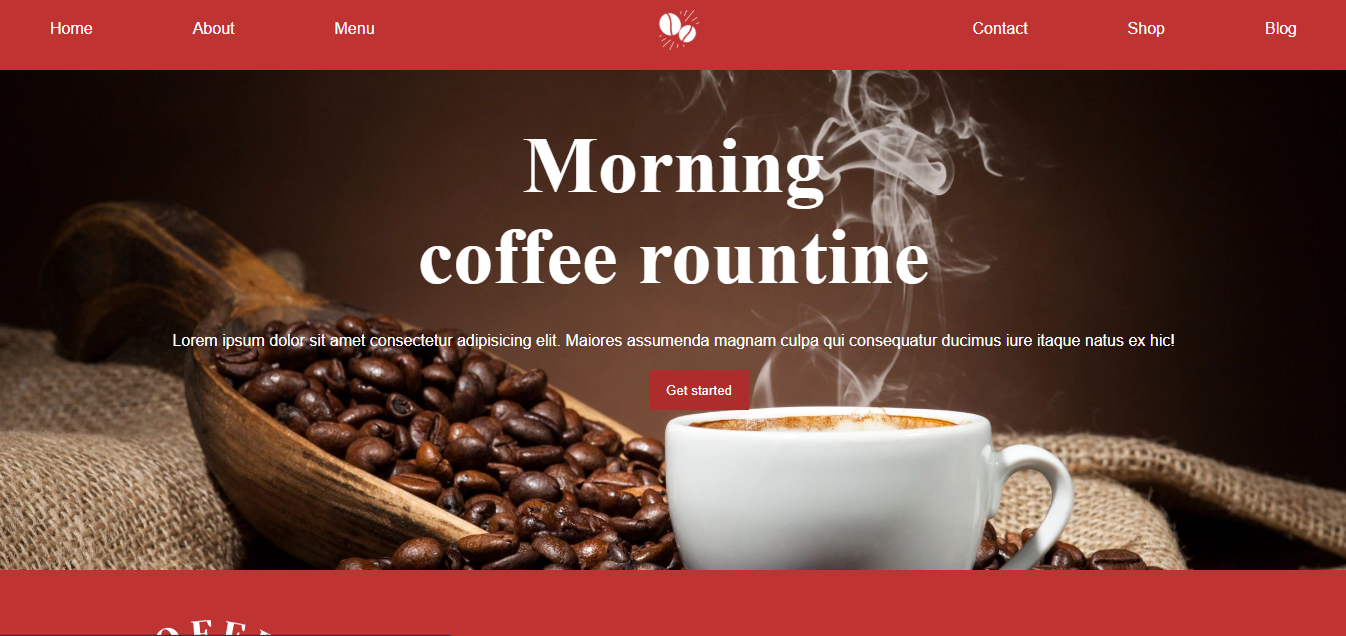 Home About Menu Contact Shop Blog
Morning
coffee rountine
Lorem ipsum dolor sit amet consectetur adipisicing elit. Maiores assumenda magnam culpa qui consequatur ducimus iure itaque natus ex hic!
Get started